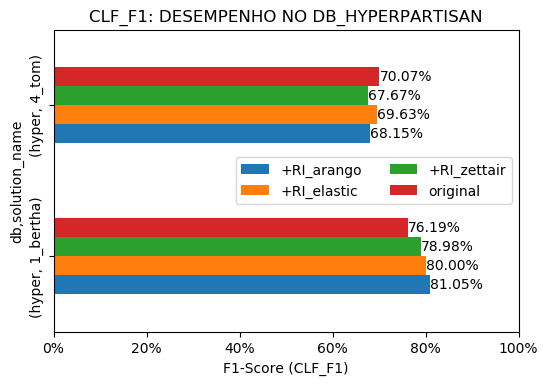 CLF_F1: DESEMPENHO NO DB_HYPERPARTISAN
db,solution_name
(hyper, 4_tom)
70.07%
67.67%
69.63%
68.15%
+RI_arango
+RI_elastic
+RI_zettair
original
(hyper, 1_bertha)
76.19%
78.98%
80.00%
81.05%
0% 20% 40% 60% 80% 100%
F1-Score (CLF_F1)